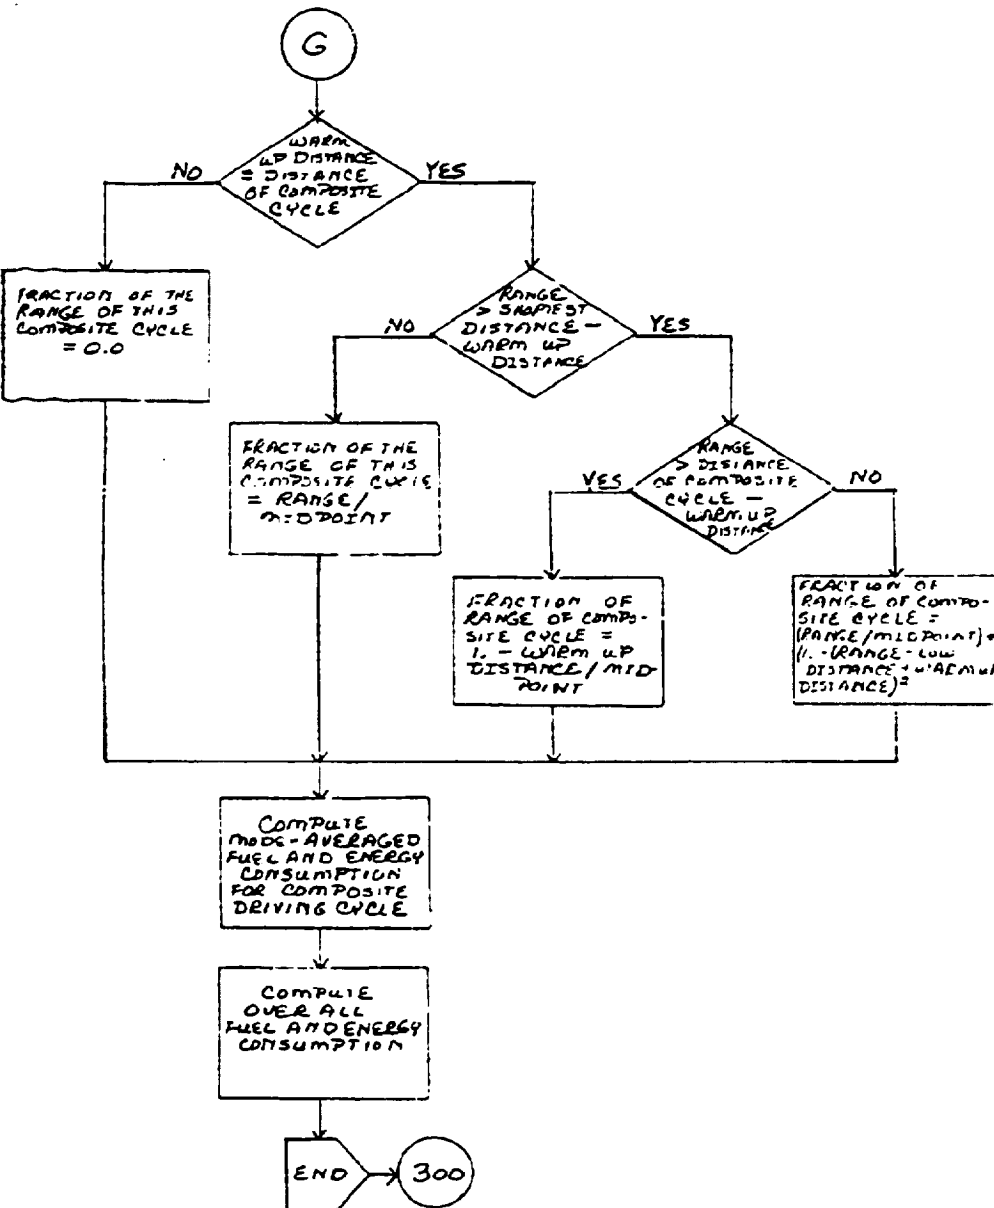 G
WARM
UP DISTANCE
= DISTANCE
OF COMPOSITE
CYCLE
NO
YES
FRACTION OF THE
RANGE OF THIS
COMPOSITE CYCLE
= 0.0
RANGE
> SHORTEST
DISTANCE -
WARM UP
DISTANCE
NO
YES
FRACTION OF THE
RANGE OF THIS
COMPOSITE CYCLE
= RANGE/
MIDPOINT
RANGE
> DISTANCE
OF COMPOSITE
CYCLE -
WARM UP
DISTANCE
YES
NO
FRACTION OF
RANGE OF COMPO-
SITE CYCLE =
1. - WARM UP
DISTANCE/MID-
POINT
FRACTION OF
RANGE OF COMPO-
SITE CYCLE =
(RANGE/MIDPOINT)
(1. - (RANGE - LOW
DISTANCE + WARM
DISTANCE)²
COMPUTE
MODE-AVERAGED
FUEL AND ENERGY
CONSUMPTION
FOR COMPOSITE
DRIVING CYCLE
COMPUTE
OVER ALL
FUEL AND ENERGY
CONSUMPTION
END
300